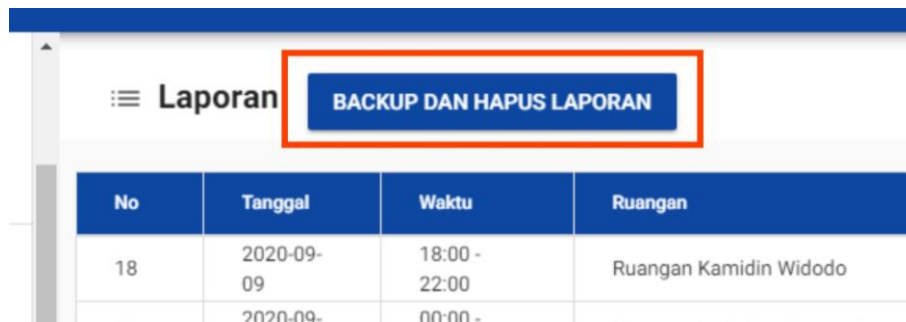 Laporan
BACKUP DAN HAPUS LAPORAN
No Tanggal Waktu Ruangan
18 2020-09-09 18:00 - 22:00 Ruangan Kamidin Widodo
2020-09- 00:00 -